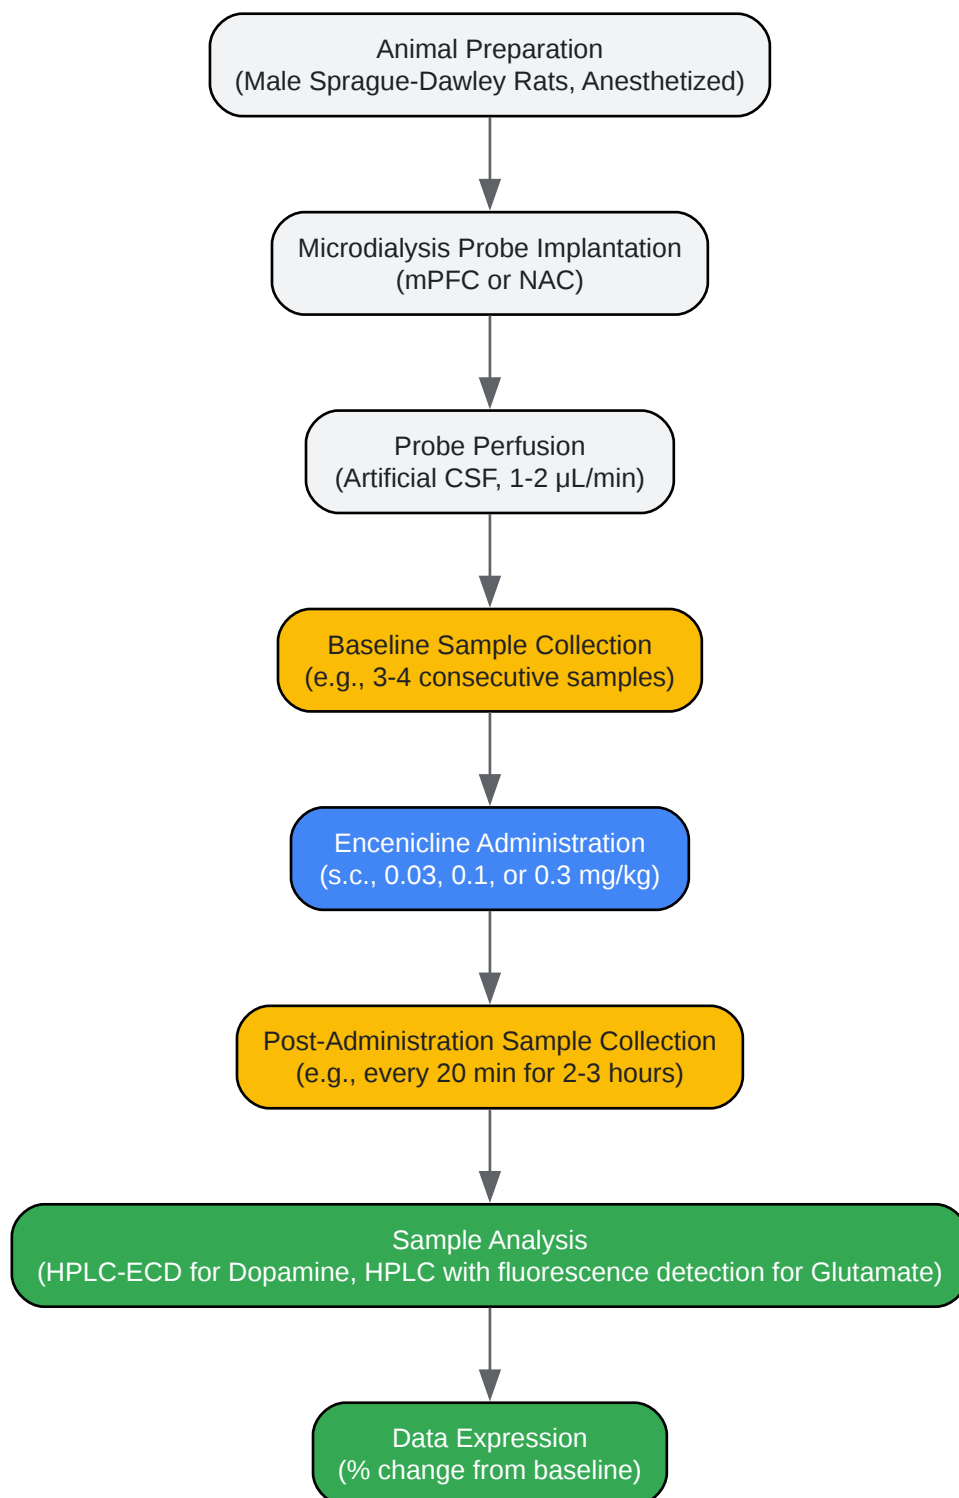 Animal Preparation
(Male Sprague-Dawley Rats, Anesthetized)
Microdialysis Probe Implantation
(mPFC or NAC)
Probe Perfusion
(Artificial CSF, 1-2 μL/min)
Baseline Sample Collection
(e.g., 3-4 consecutive samples)
Encenicline Administration
(s.c., 0.03, 0.1, or 0.3 mg/kg)
Post-Administration Sample Collection
(e.g., every 20 min for 2-3 hours)
Sample Analysis
(HPLC-ECD for Dopamine, HPLC with fluorescence detection for Glutamate)
Data Expression
(% change from baseline)